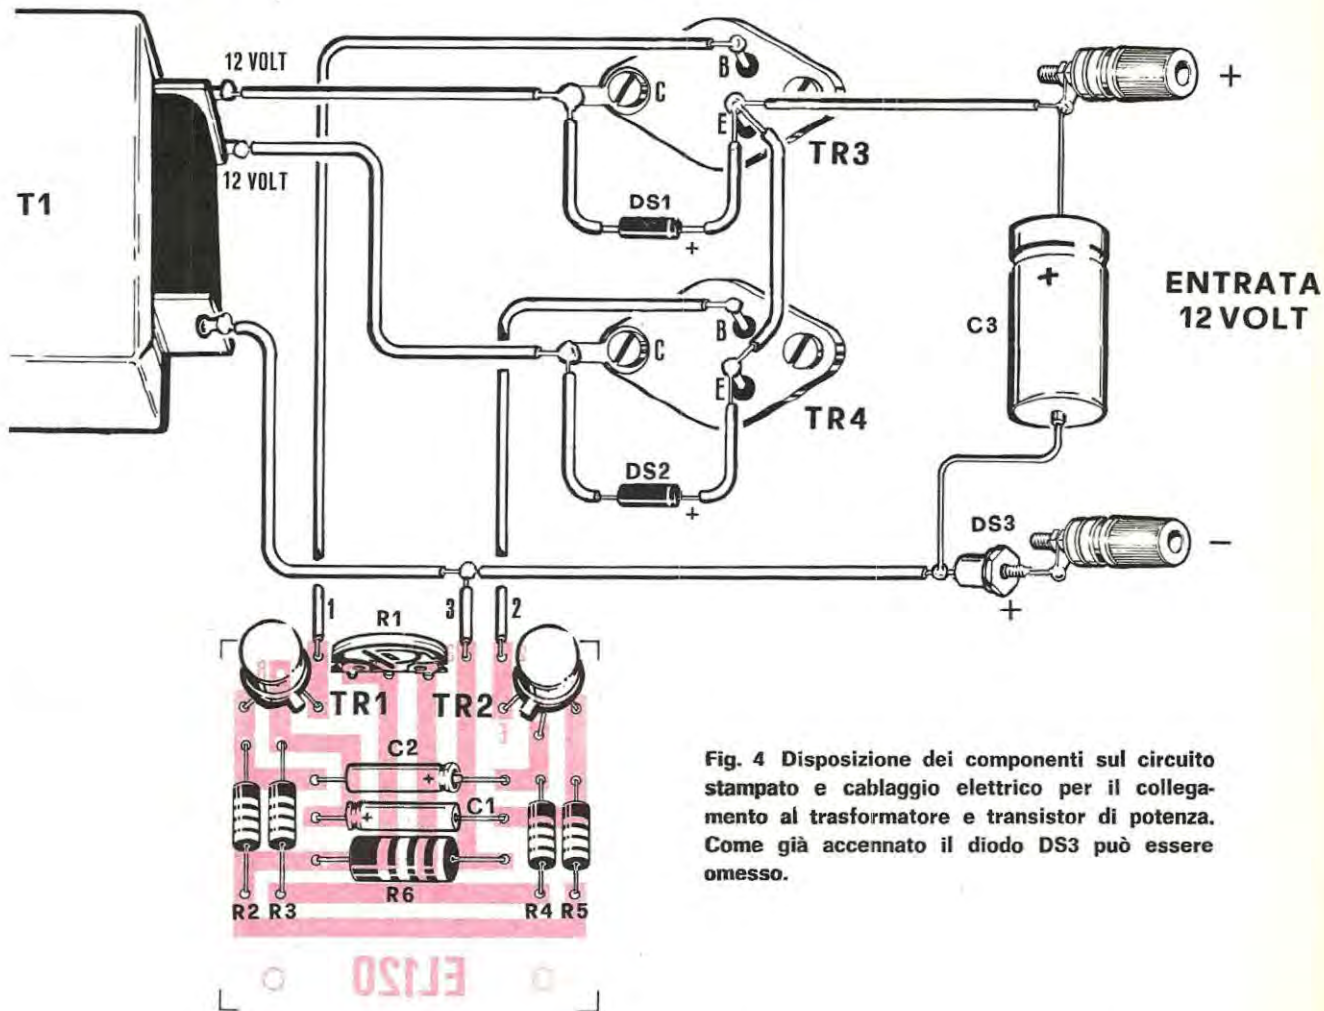 12 VOLT
12 VOLT
T1
B
C
E
TR3
+
DS1
+
B
C
E
TR4
DS2
+
C3
+
ENTRATA
12 VOLT
DS3
+
−
1
R1
3
2
TR1
TR2
C2
+
+
C1
R6
R2 R3
R4 R5
EL120
Fig. 4 Disposizione dei componenti sul circuito
stampato e cablaggio elettrico per il collega-
mento al trasformatore e transistor di potenza.
Come già accennato il diodo DS3 può essere
omesso.